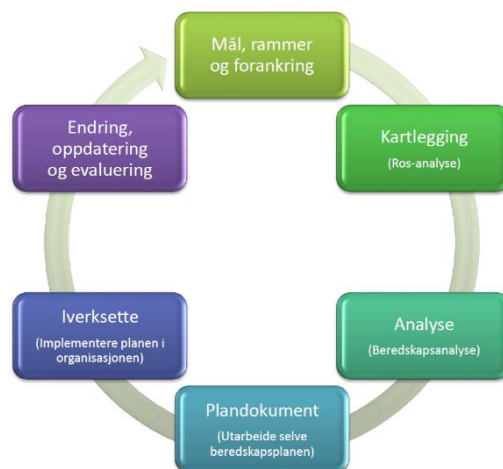 Mål, rammer
og forankring
Kartlegging
(Ros-analyse)
Analyse
(Beredskapsanalyse)
Plandokument
(Utarbeide selve
beredskapsplanen)
Iverksette
(Implementere planen i
organisasjonen)
Endring,
oppdatering
og evaluering